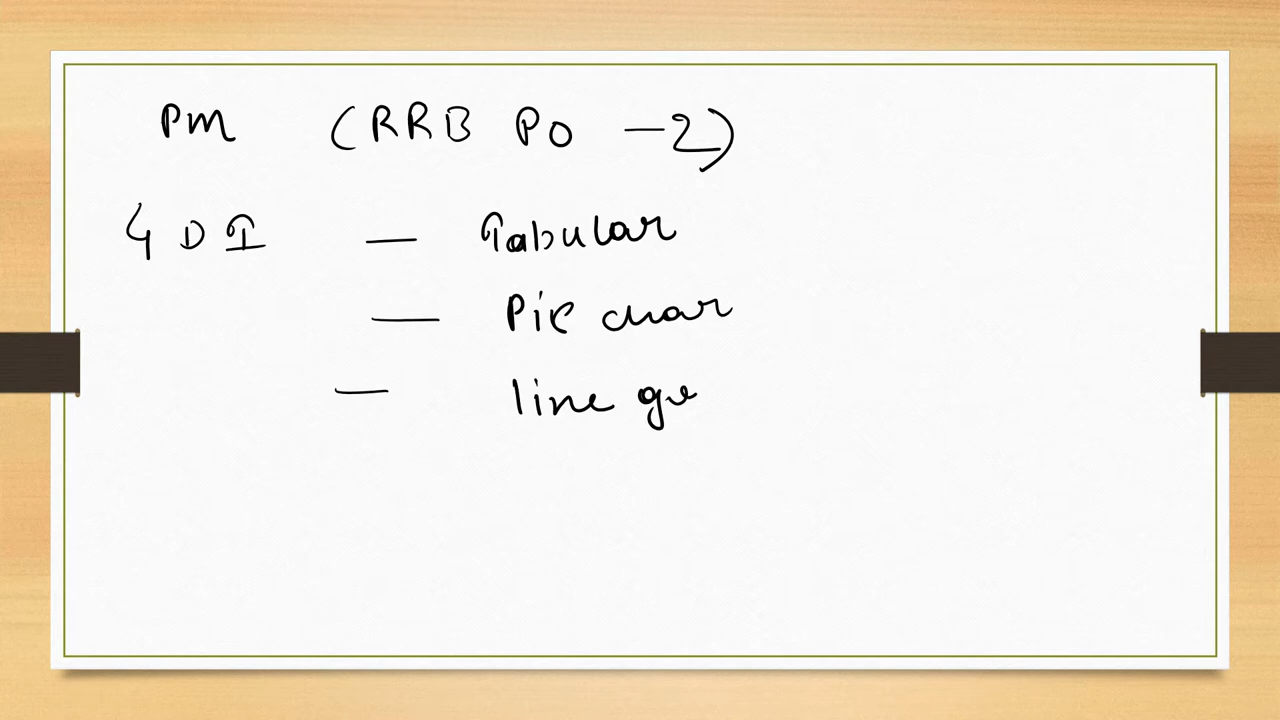 PM (RRB PO - 2)
4 DI - Tabular
- Pie char
- line gr